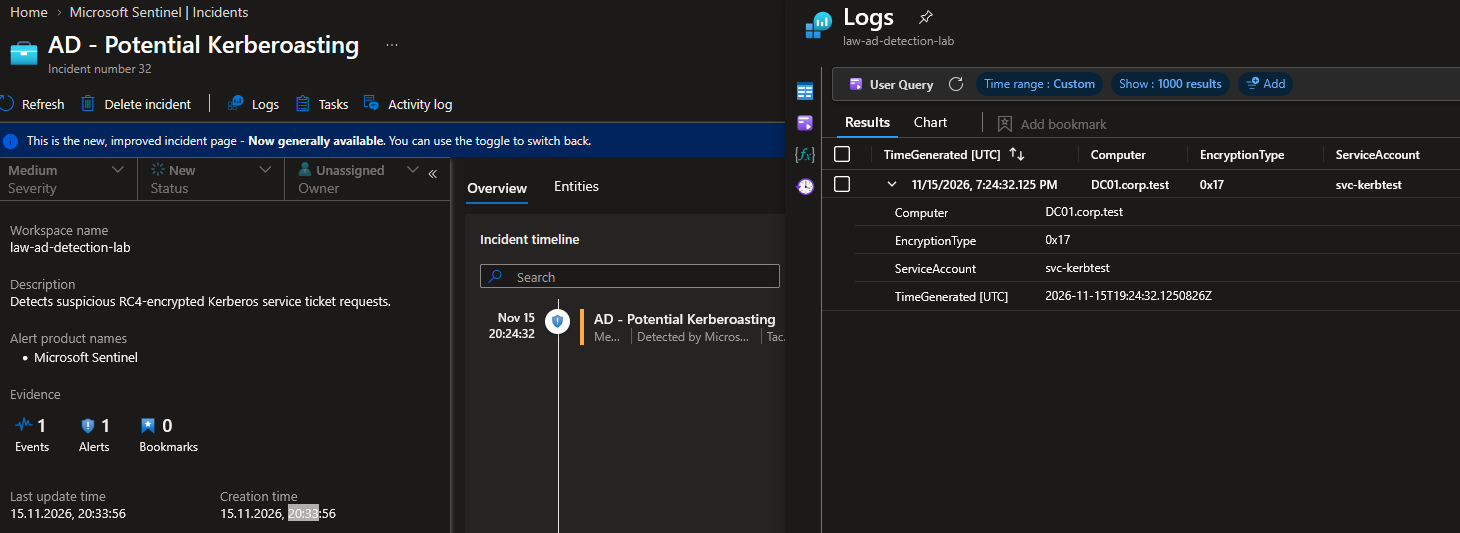 Home > Microsoft Sentinel | Incidents
AD - Potential Kerberoasting ...
Incident number 32
Refresh Delete incident Logs Tasks Activity log
This is the new, improved incident page - Now generally available. You can use the toggle to switch back.
Medium New Unassigned «
Severity Status Owner
Workspace name
law-ad-detection-lab
Description
Detects suspicious RC4-encrypted Kerberos service ticket requests.
Alert product names
• Microsoft Sentinel
Evidence
1 1 0
Events Alerts Bookmarks
Last update time Creation time
15.11.2026, 20:33:56 15.11.2026, 20:33:56
Overview Entities
Incident timeline
Search
Nov 15 AD - Potential Kerberoasting
20:24:32 Me... Detected by Micros... Tac...
Logs
law-ad-detection-lab
User Query Time range : Custom Show : 1000 results Add
Results Chart Add bookmark
{fx}
TimeGenerated [UTC] Computer EncryptionType ServiceAccount
11/15/2026, 7:24:32.125 PM DC01.corp.test 0x17 svc-kerbtest
Computer DC01.corp.test
EncryptionType 0x17
ServiceAccount svc-kerbtest
TimeGenerated [UTC] 2026-11-15T19:24:32.1250826Z